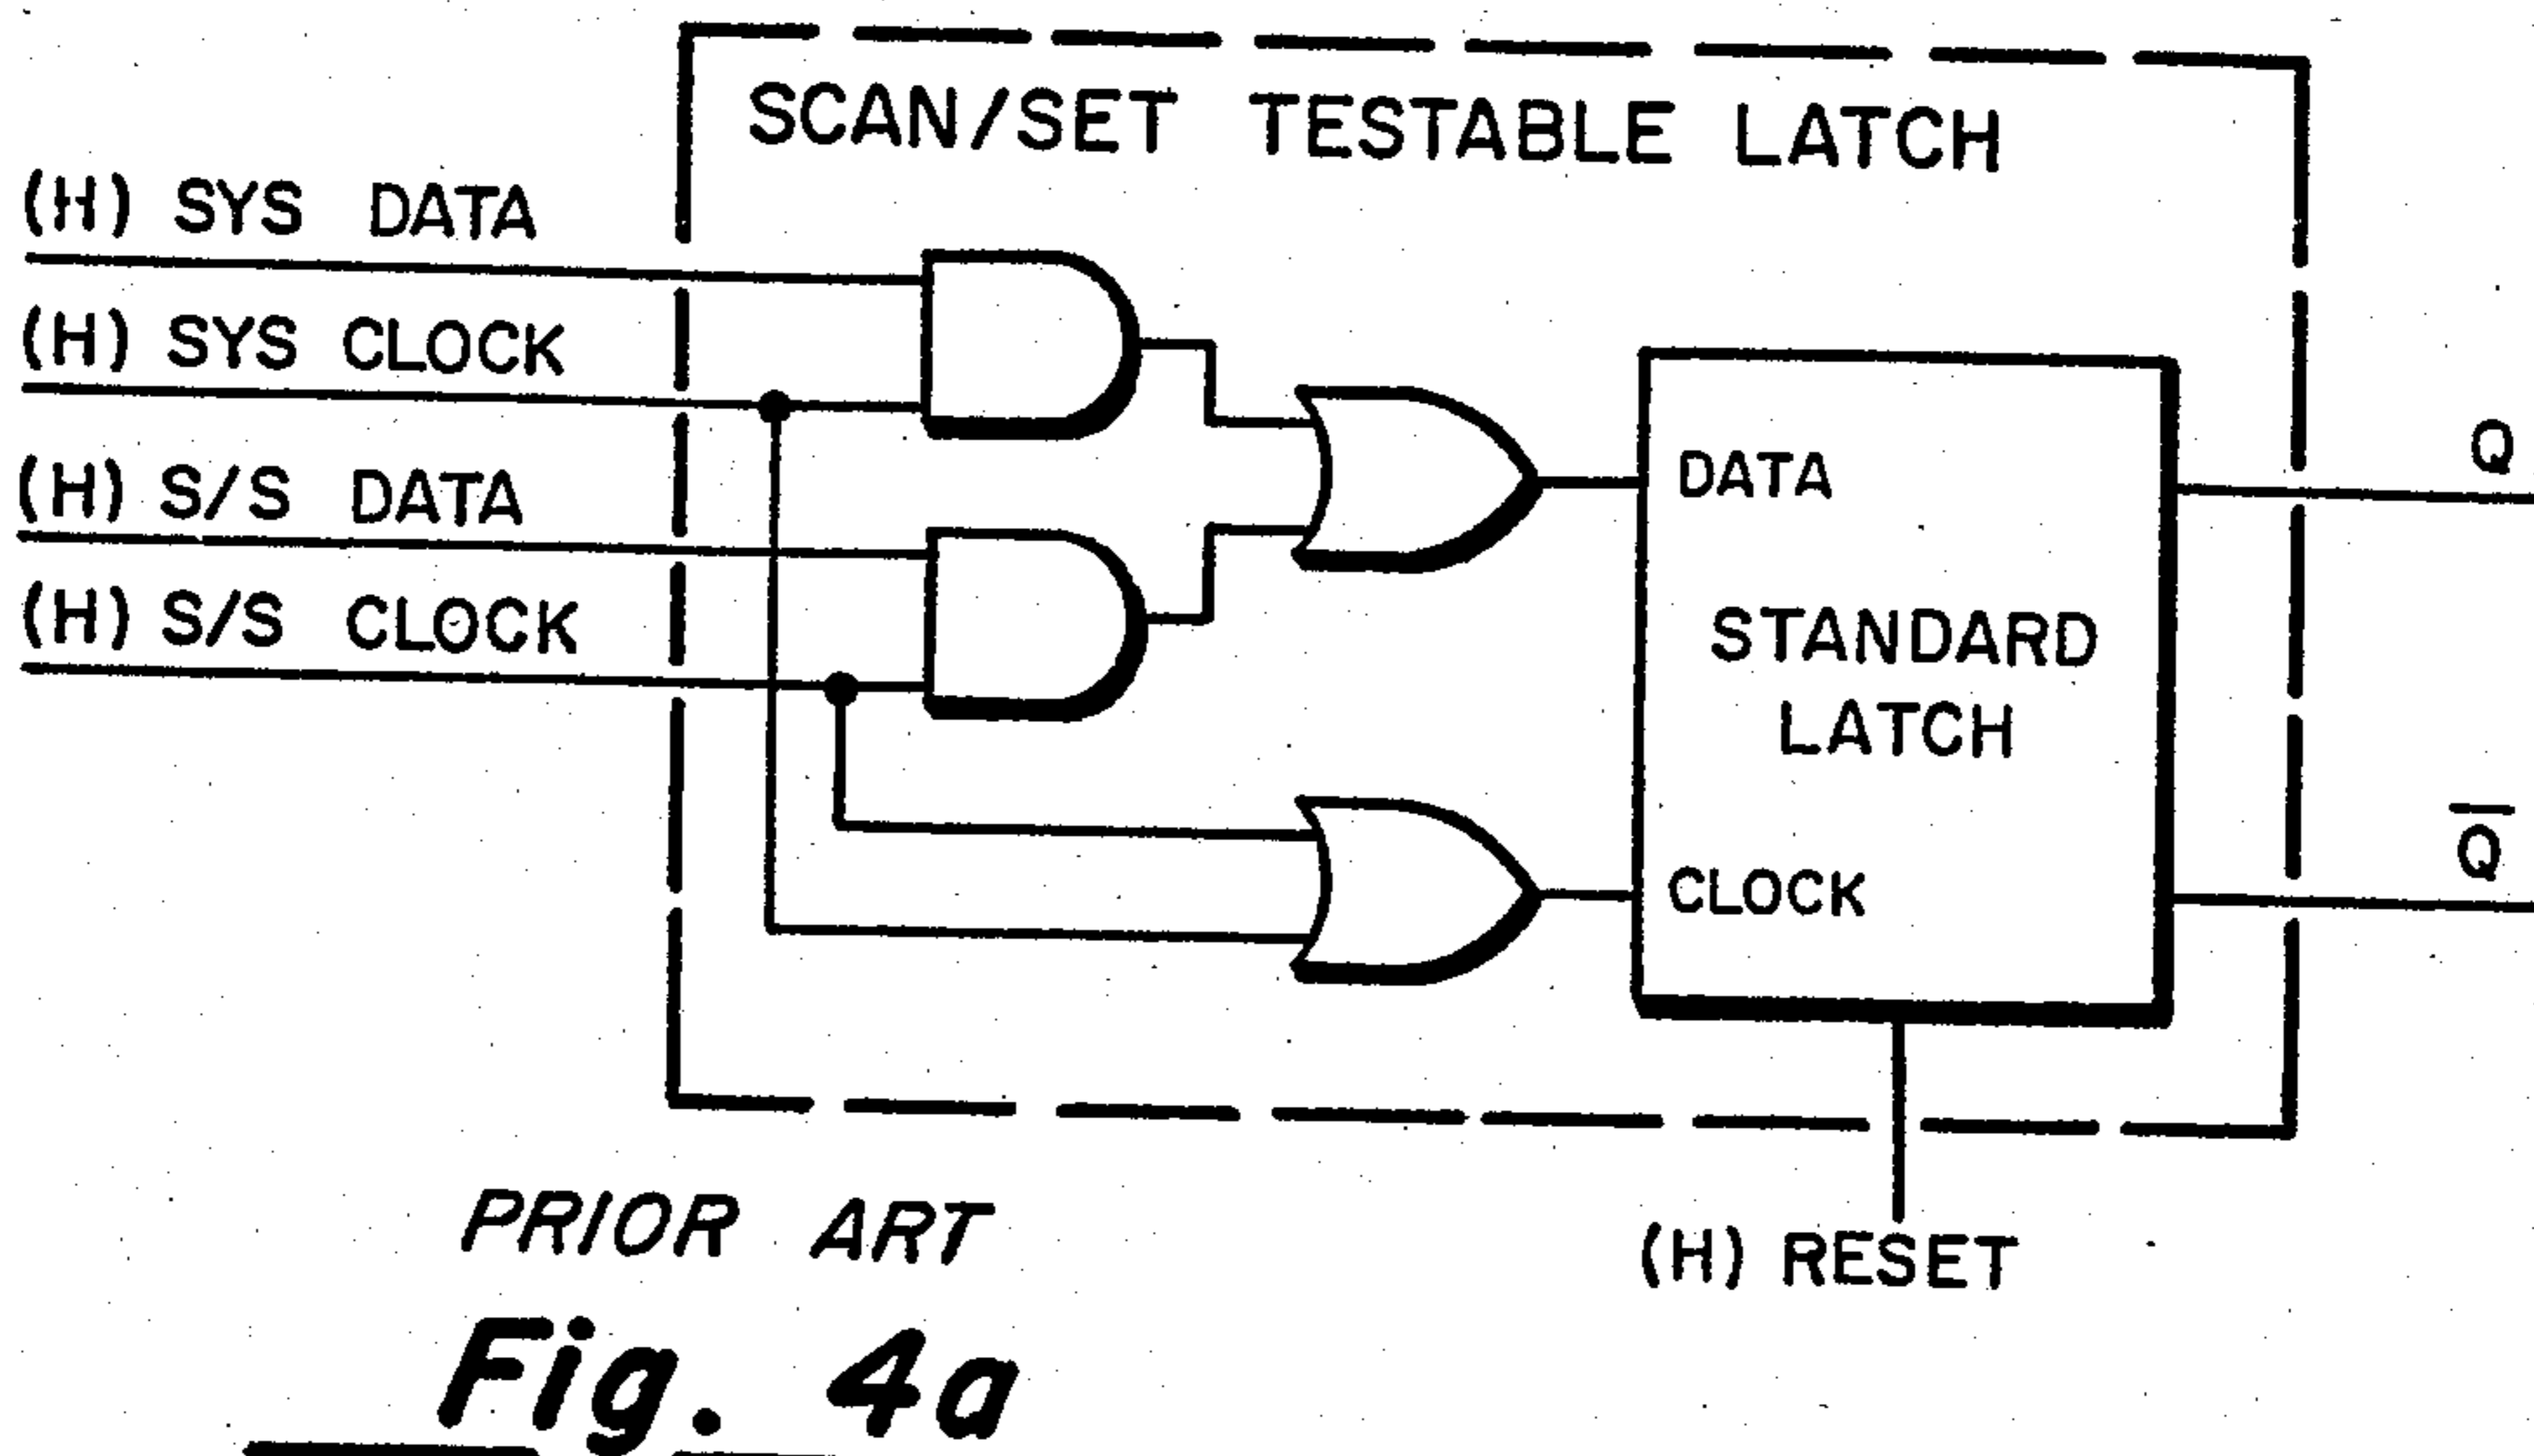 SCAN/SET TESTABLE LATCH
(H) SYS DATA
(H) SYS CLOCK
(H) S/S DATA
(H) S/S CLOCK
DATA
STANDARD
LATCH
CLOCK
Q
Q̅
(H) RESET
PRIOR ART
Fig. 4a